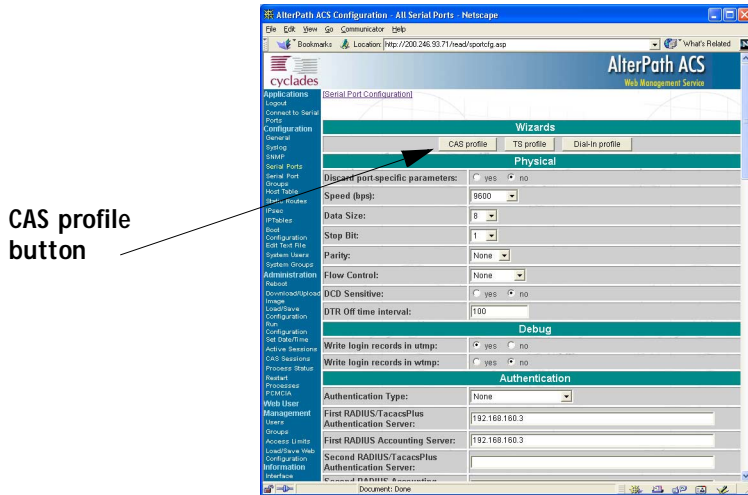 AlterPath ACS Configuration - All Serial Ports - Netscape
File Edit View Go Communicator Help
Bookmarks Location: http://200.246.93.71/read/sportcfg.asp What's Related
cyclades
AlterPath ACS
Web Management Service
Applications
Logout
Connect to Serial
Ports
Configuration
General
Syslog
SNMP
Serial Ports
Serial Port
Groups
Host Table
Static Routes
IPsec
IPTables
Boot
Configuration
Edit Text File
System Users
System Groups
Administration
Reboot
Download/Upload
Image
Load/Save
Configuration
Run
Configuration
Set Date/Time
Active Sessions
CAS Sessions
Process Status
Restart
Processes
PCMCIA
Web User
Management
Users
Groups
Access Limits
Load/Save Web
Configuration
Information
Interface
[Serial Port Configuration]
Wizards
CAS profile TS profile Dial-In profile
Physical
Discard port-specific parameters: yes no
Speed (bps): 9600
Data Size: 8
Stop Bit: 1
Parity: None
Flow Control: None
DCD Sensitive: yes no
DTR Off time interval: 100
Debug
Write login records in utmp: yes no
Write login records in wtmp: yes no
Authentication
Authentication Type: None
First RADIUS/TacacsPlus
Authentication Server: 192.168.160.3
First RADIUS Accounting Server: 192.168.160.3
Second RADIUS/TacacsPlus
Authentication Server:
Second RADIUS Accounting
Document: Done
CAS profile
button